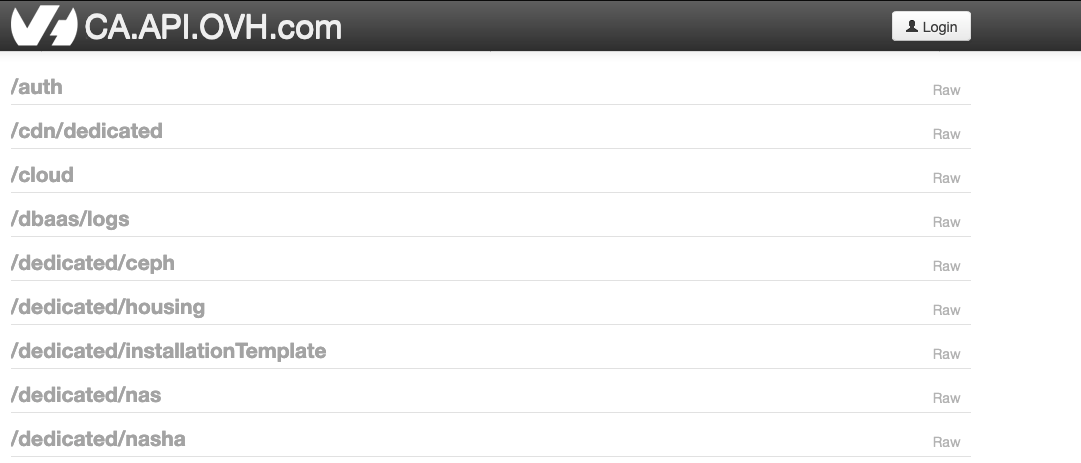 CA.API.OVH.com Login
/auth Raw
/cdn/dedicated Raw
/cloud Raw
/dbaas/logs Raw
/dedicated/ceph Raw
/dedicated/housing Raw
/dedicated/installationTemplate Raw
/dedicated/nas Raw
/dedicated/nasha Raw